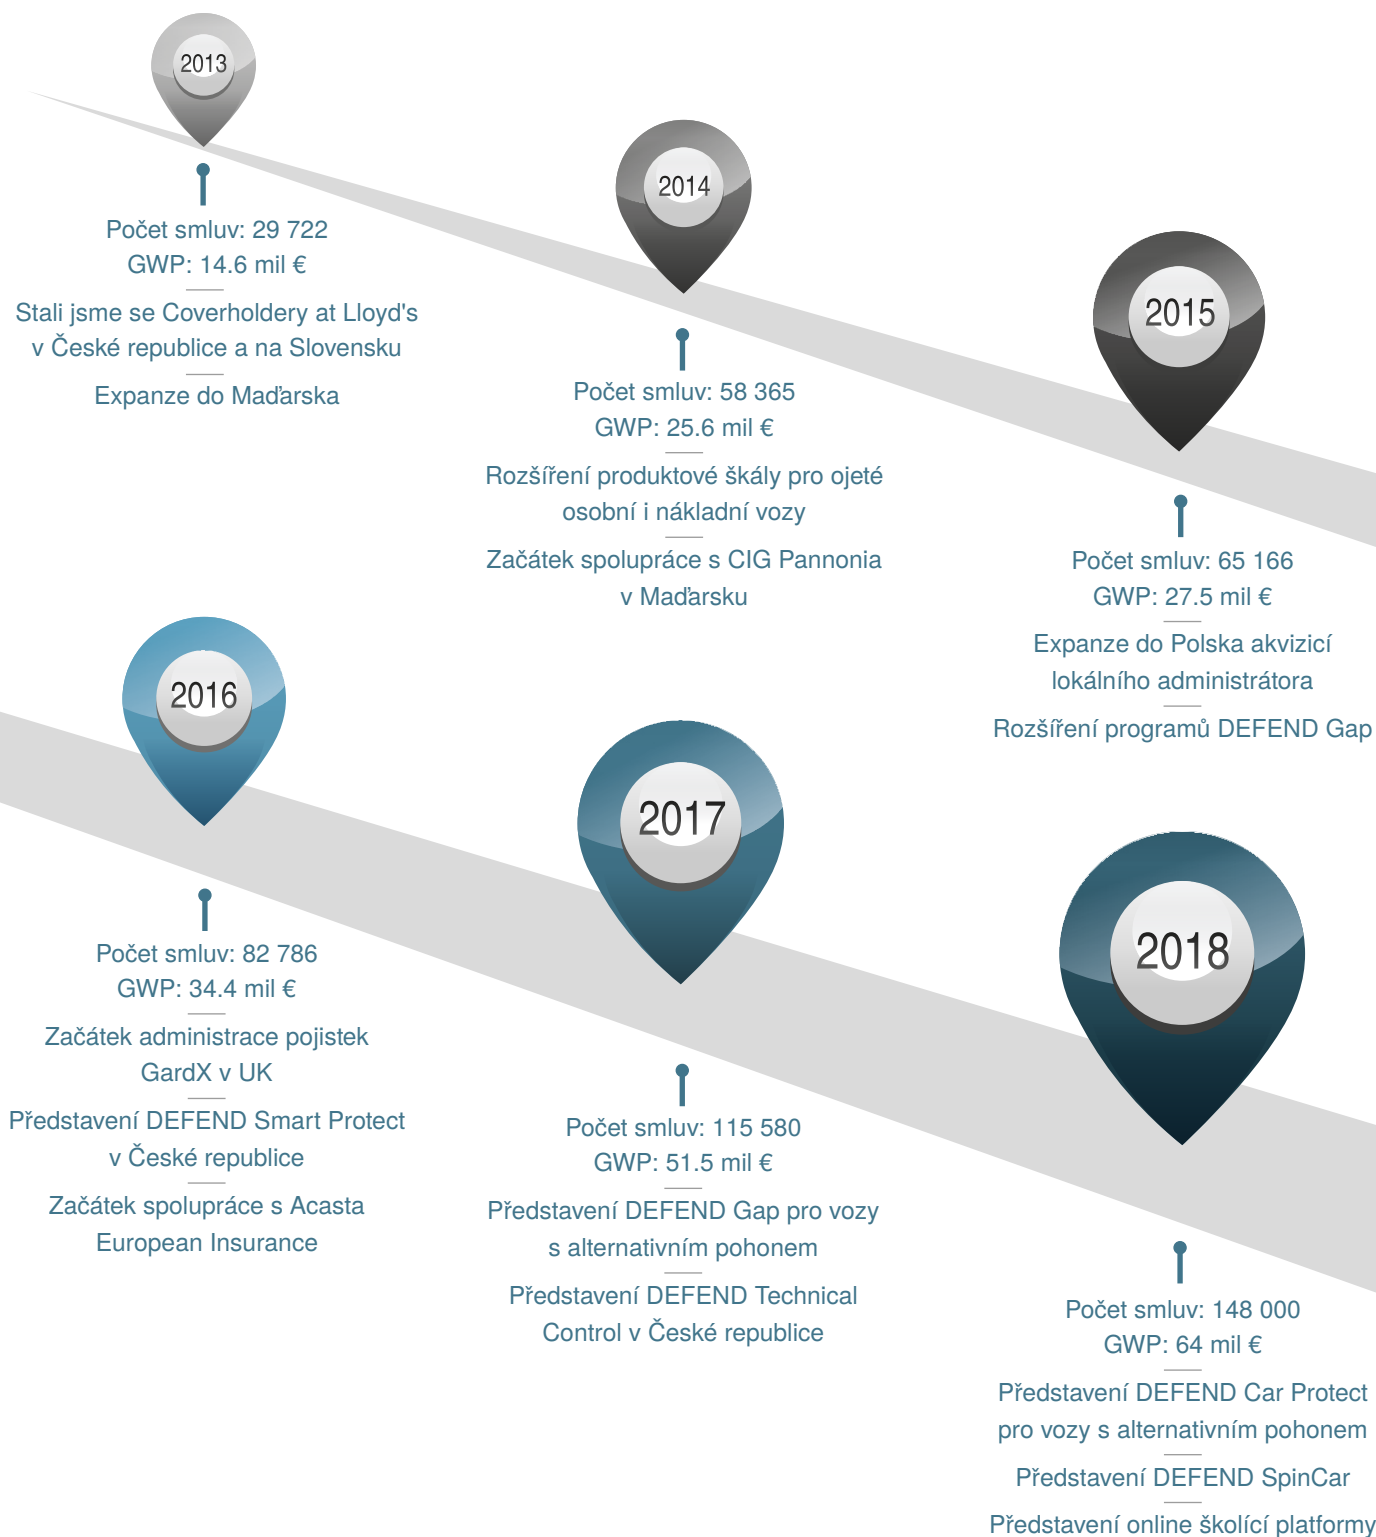 2013
Počet smluv: 29 722
GWP: 14.6 mil €
Stali jsme se Coverholdery at Lloyd's
v České republice a na Slovensku
Expanze do Maďarska
2014
Počet smluv: 58 365
GWP: 25.6 mil €
Rozšíření produktové škály pro ojeté
osobní i nákladní vozy
Začátek spolupráce s CIG Pannonia
v Maďarsku
2015
Počet smluv: 65 166
GWP: 27.5 mil €
Expanze do Polska akvizicí
lokálního administrátora
Rozšíření programů DEFEND Gap
2016
Počet smluv: 82 786
GWP: 34.4 mil €
Začátek administrace pojistek
GardX v UK
Představení DEFEND Smart Protect
v České republice
Začátek spolupráce s Acasta
European Insurance
2017
Počet smluv: 115 580
GWP: 51.5 mil €
Představení DEFEND Gap pro vozy
s alternativním pohonem
Představení DEFEND Technical
Control v České republice
2018
Počet smluv: 148 000
GWP: 64 mil €
Představení DEFEND Car Protect
pro vozy s alternativním pohonem
Představení DEFEND SpinCar
Představení online školící platformy